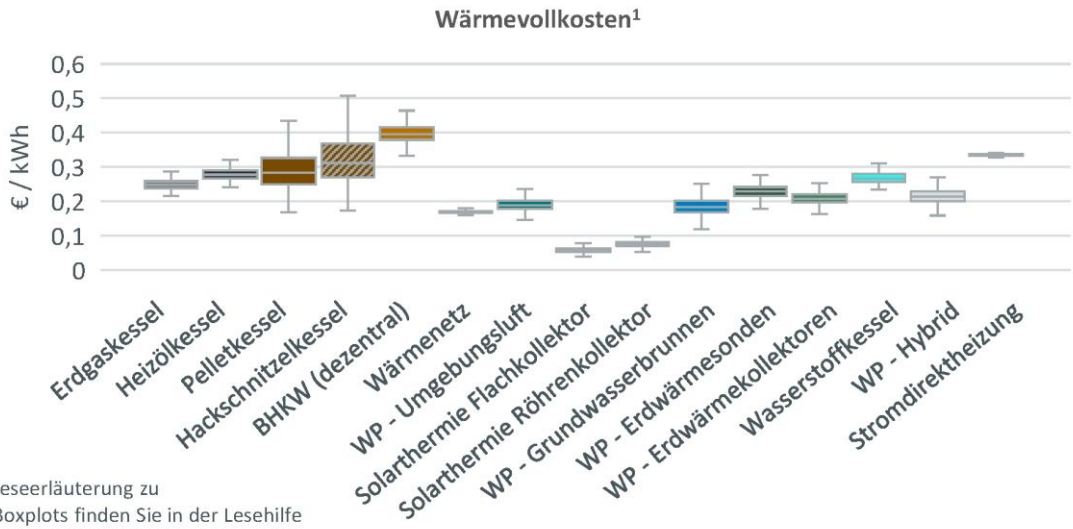 Wärmevollkosten¹
0,6
0,5
0,4
0,3
0,2
0,1
0
€ / kWh
Erdgaskessel
Heizölkessel
Pelletkessel
Hackschnitzelkessel
BHKW (dezentral)
Wärmenetz
WP - Umgebungsluft
Solarthermie Flachkollektor
Solarthermie Röhrenkollektor
WP - Grundwasserbrunnen
WP - Erdwärmesonden
WP - Erdwärmekollektoren
Wasserstoffkessel
WP - Hybrid
Stromdirektheizung
eseerläuterung zu
Boxplots finden Sie in der Lesehilfe